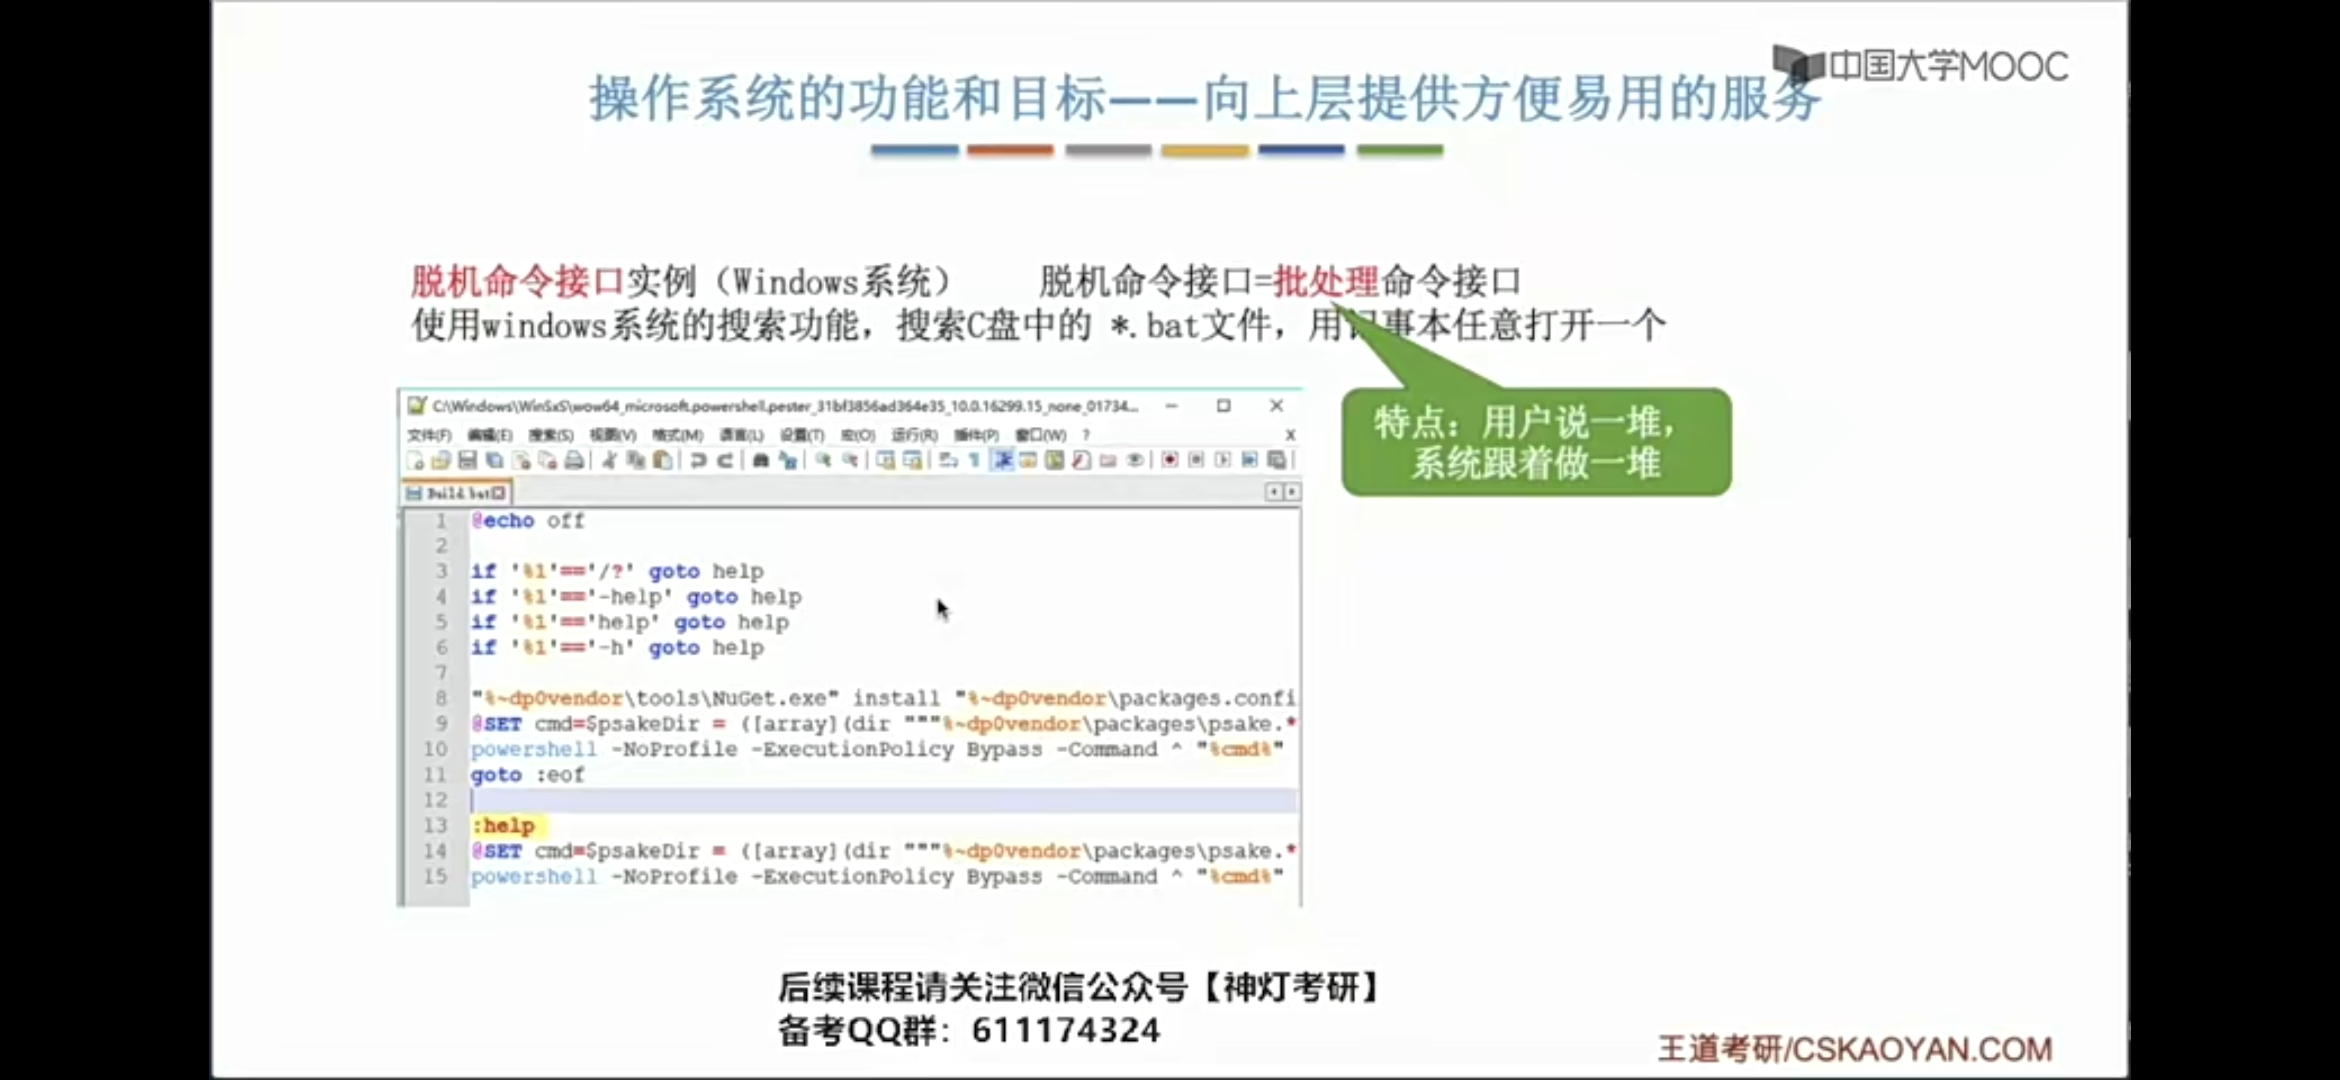 中国大学MOOC
操作系统的功能和目标——向上层提供方便易用的服务
脱机命令接口实例（Windows系统） 脱机命令接口=批处理命令接口
使用windows系统的搜索功能，搜索C盘中的 *.bat文件，用记事本任意打开一个
特点：用户说一堆，
系统跟着做一堆
C:\Windows\WinSxS\wow64_microsoft.powershell.pester_31bf3856ad364e35_10.0.16299.15_none_01734...
文件(F) 编辑(E) 搜索(S) 视图(V) 格式(M) 语言(L) 设置(T) 宏(O) 运行(R) 插件(P) 窗口(W) ? X
Build.bat
1 @echo off
2
3 if '%1'=='/?' goto help
4 if '%1'=='-help' goto help
5 if '%1'=='help' goto help
6 if '%1'=='-h' goto help
7
8 "%~dp0vendor\tools\NuGet.exe" install "%~dp0vendor\packages.confi
9 @SET cmd=$psakeDir = ([array](dir """%~dp0vendor\packages\psake.*
10 powershell -NoProfile -ExecutionPolicy Bypass -Command ^ "%cmd%"
11 goto :eof
12
13 :help
14 @SET cmd=$psakeDir = ([array](dir """%~dp0vendor\packages\psake.*
15 powershell -NoProfile -ExecutionPolicy Bypass -Command ^ "%cmd%"
后续课程请关注微信公众号【神灯考研】
备考QQ群：611174324
王道考研/CSKAOYAN.COM